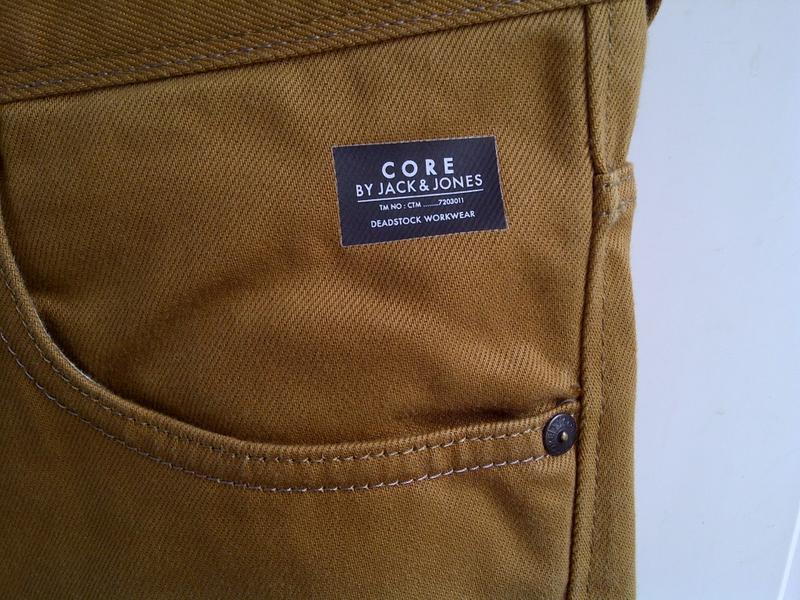 CORE
BY JACK & JONES
TM NO : CTM .......7203011
DEADSTOCK WORKWEAR